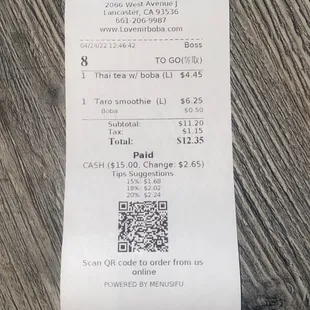 2066 West Avenue J
Lancaster, CA 93536
661-206-9987
www.Lovemrboba.com
04/24/22 12:46:42 Boss
8 TO GO(等取)
1 Thai tea w/ boba (L) $4.45
1 Taro smoothie (L) $6.25
Boba $0.50
Subtotal: $11.20
Tax: $1.15
Total: $12.35
Paid
CASH ($15.00, Change: $2.65)
Tips Suggestions
15%: $1.68
18%: $2.02
20%: $2.24
Scan QR code to order from us
online
POWERED BY MENUSIFU